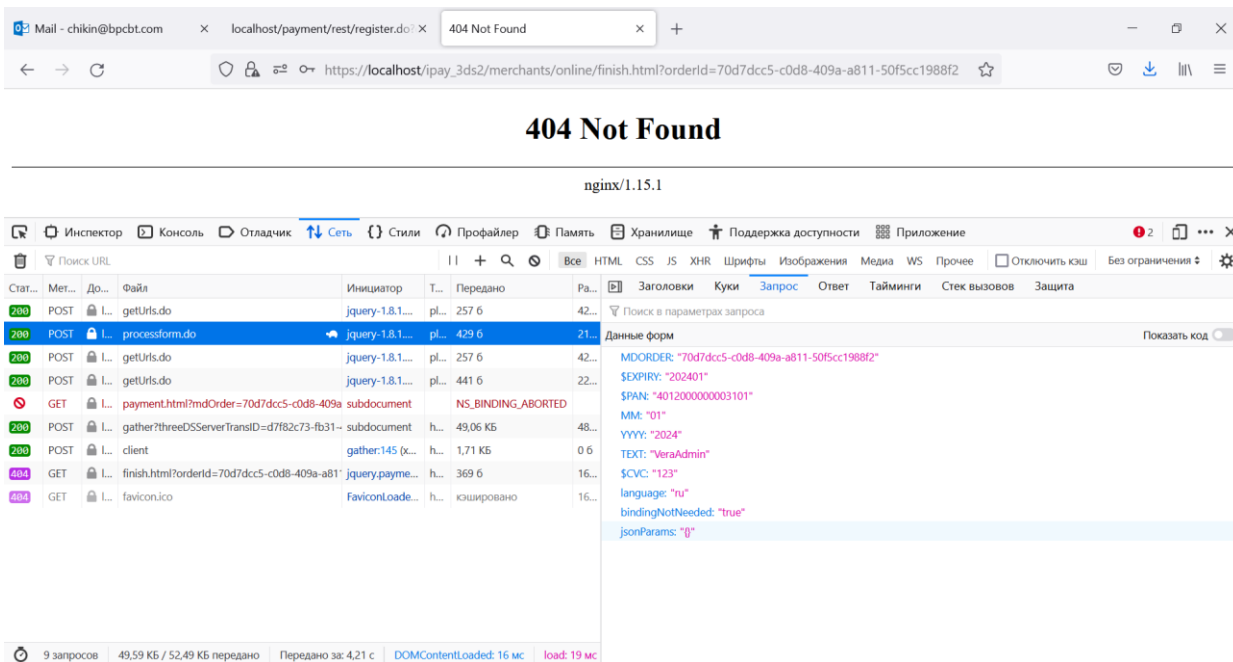 Mail - chikin@bpcbt.com
localhost/payment/rest/register.do?
404 Not Found
https://localhost/ipay_3ds2/merchants/online/finish.html?orderId=70d7dcc5-c0d8-409a-a811-50f5cc1988f2
404 Not Found
nginx/1.15.1
Инспектор Консоль Отладчик Сеть Стили Профайлер Память Хранилище Поддержка доступности Приложение 2
Поиск URL Все HTML CSS JS XHR Шрифты Изображения Медиа WS Прочее Отключить кэш Без ограничения
Стат... Мет... До... Файл Инициатор Т... Передано Ра...
200 POST l... getUrls.do jquery-1.8.1.... pl... 257 б 42...
200 POST l... processform.do jquery-1.8.1.... pl... 429 б 21...
200 POST l... getUrls.do jquery-1.8.1.... pl... 257 б 42...
200 POST l... getUrls.do jquery-1.8.1.... pl... 441 б 22...
GET l... payment.html?mdOrder=70d7dcc5-c0d8-409a subdocument NS_BINDING_ABORTED
200 POST l... gather?threeDSServerTransID=d7f82c73-fb31- subdocument h... 49,06 КБ 48...
200 POST l... client gather:145 (x... h... 1,71 КБ 0 б
404 GET l... finish.html?orderId=70d7dcc5-c0d8-409a-a81 jquery.payme... h... 369 б 16...
404 GET l... favicon.ico FaviconLoade... h... кэшировано 16...
Заголовки Куки Запрос Ответ Тайминги Стек вызовов Защита
Поиск в параметрах запроса
Данные форм Показать код
MDORDER: "70d7dcc5-c0d8-409a-a811-50f5cc1988f2"
$EXPIRY: "202401"
$PAN: "4012000000003101"
MM: "01"
YYYY: "2024"
TEXT: "VeraAdmin"
$CVC: "123"
language: "ru"
bindingNotNeeded: "true"
jsonParams: "{}"
9 запросов 49,59 КБ / 52,49 КБ передано Передано за: 4,21 с DOMContentLoaded: 16 мс load: 19 мс